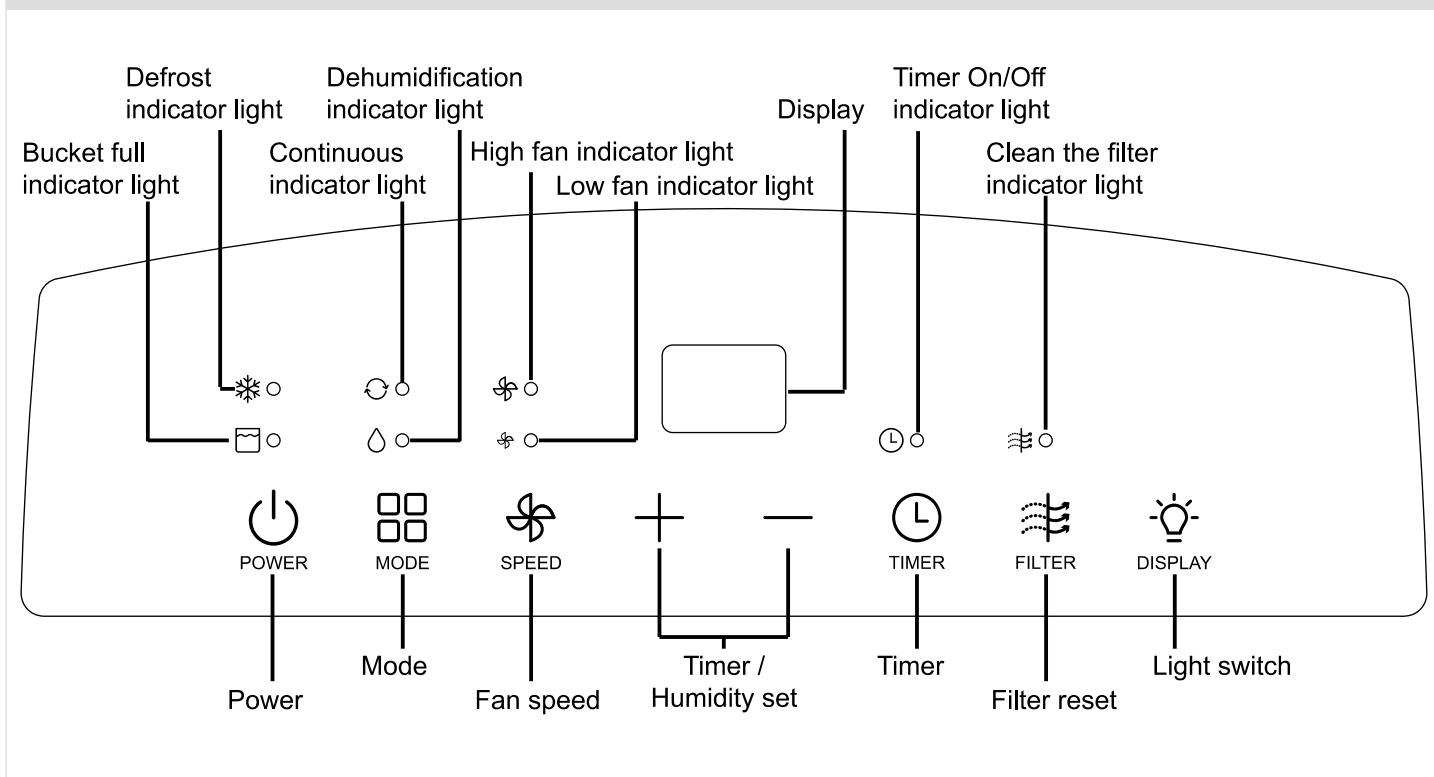 Defrost
indicator light
Dehumidification
indicator light
Display
Timer On/Off
indicator light
Bucket full
indicator light
Continuous
indicator light
High fan indicator light
Low fan indicator light
Clean the filter
indicator light
POWER
MODE
SPEED
TIMER
FILTER
DISPLAY
Power
Mode
Fan speed
Timer /
Humidity set
Timer
Filter reset
Light switch